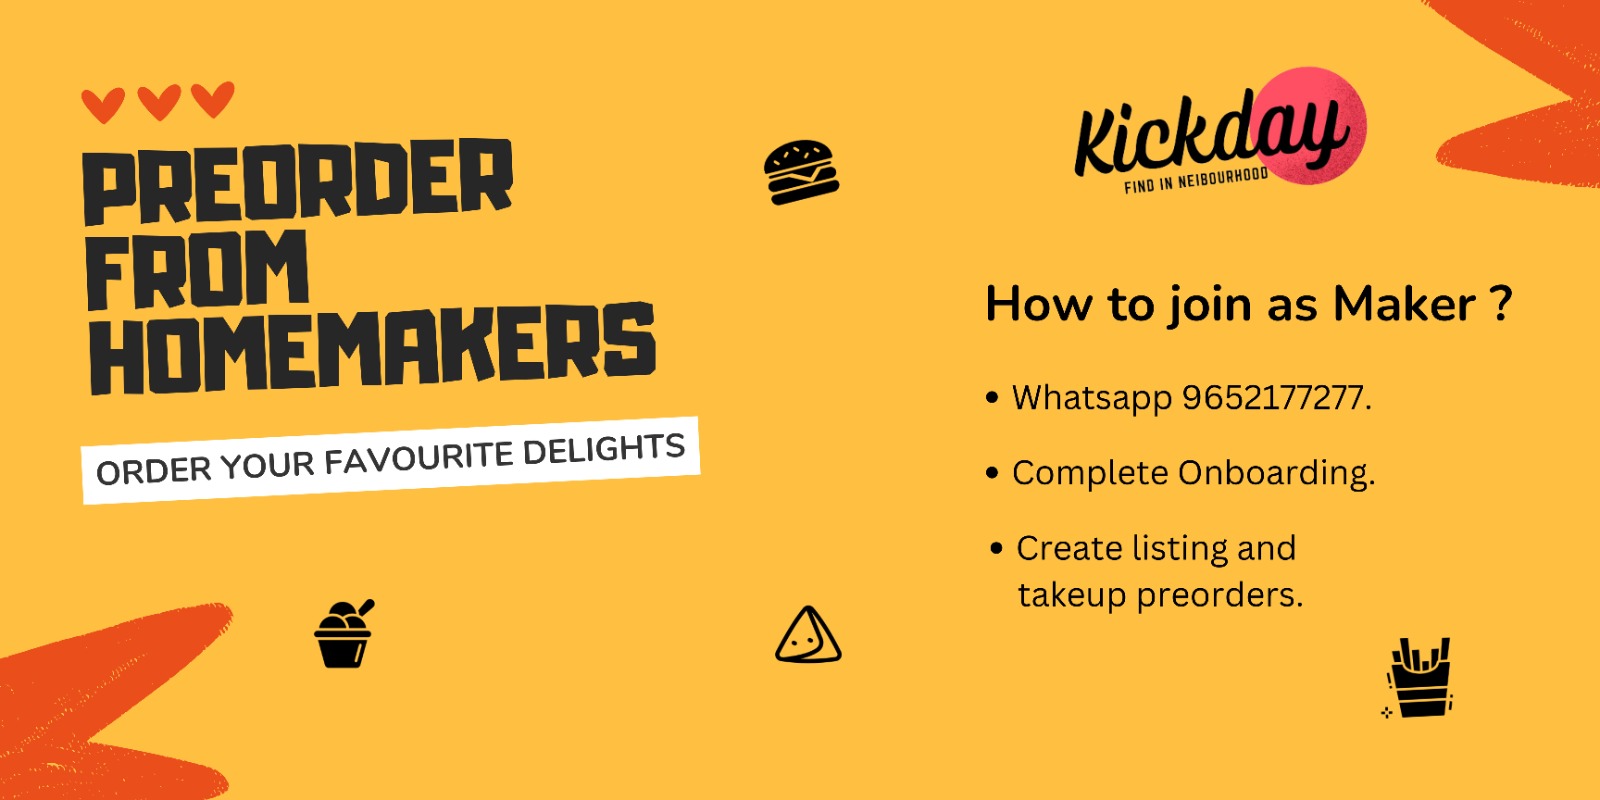 PREORDER
FROM
HOMEMAKERS
ORDER YOUR FAVOURITE DELIGHTS
Kickday
FIND IN NEIBOURHOOD
How to join as Maker ?
• Whatsapp 9652177277.
• Complete Onboarding.
• Create listing and
takeup preorders.